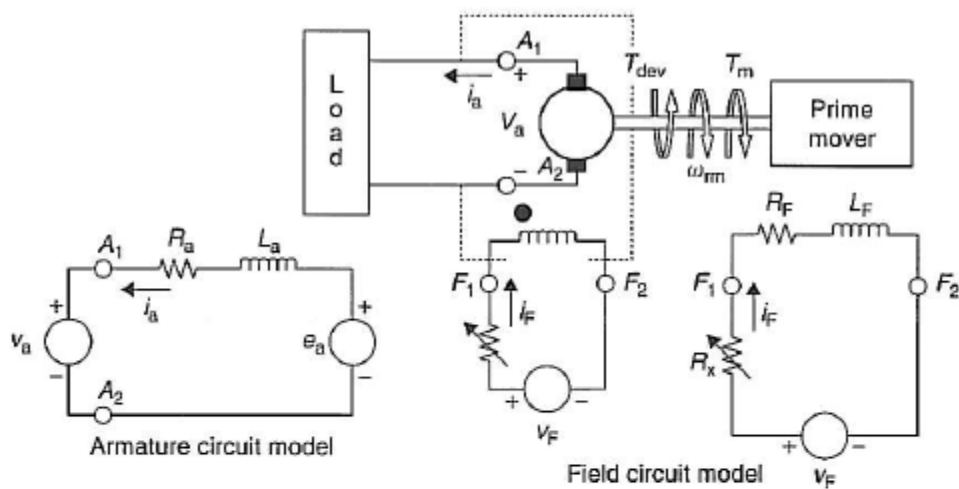 Load
A1
+
ia
Va
A2
−
Tdev
Tm
ωrm
Prime
mover
F1
iF
F2
+
−
vF
A1
Ra
La
ia
+
va
−
+
ea
−
A2
Armature circuit model
RF
LF
F1
iF
F2
Rx
+
−
vF
Field circuit model